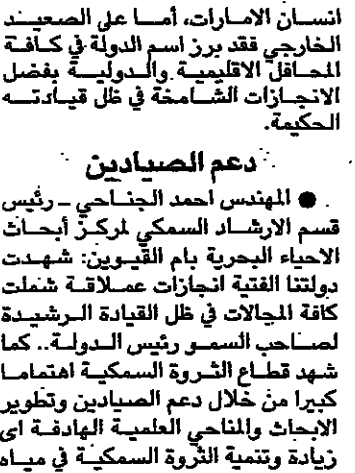 انسان الامارات، أما على الصعيد
الخارجي فقد برز اسم الدولة في كافة
المحافل الاقليمية والدولية بفضل
الانجازات الشامخة في ظل قيادته
الحكيمة.
دعم الصيادين
● المهندس احمد الجناحي - رئيس
قسم الارشاد السمكي لمركز أبحاث
الاحياء البحرية بام القيوين: شهدت
دولتنا الفتية انجازات عملاقة شملت
كافة المجالات في ظل القيادة الرشيدة
لصاحب السمو رئيس الدولة.. كما
شهد قطاع الثروة السمكية اهتماما
كبيرا من خلال دعم الصيادين وتطوير
الابحاث والمناحي العلمية الهادفة اى
زيادة وتنمية الثروة السمكية في مياه